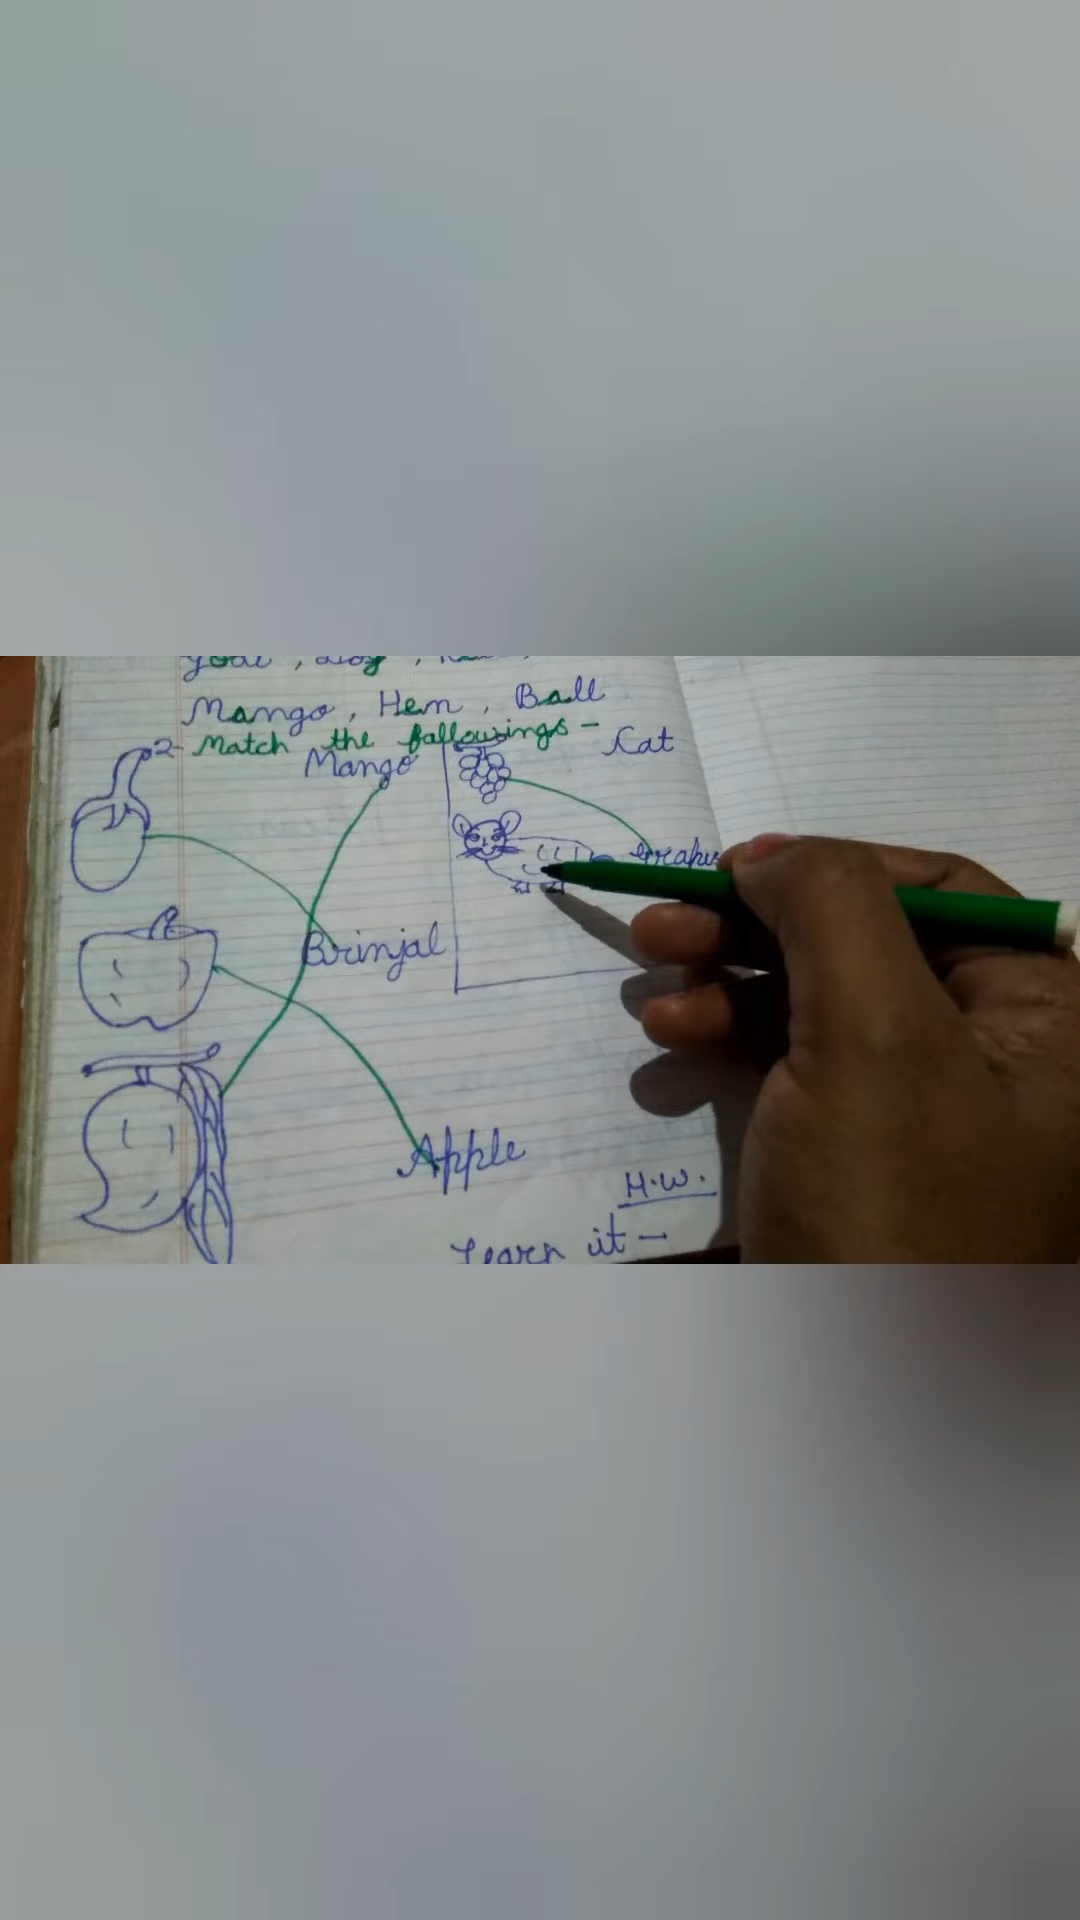 Mango, Hen, Ball
2- Match the fallowings -
Mango
Cat
Brinjal
Apple
H.W.
Learn it -